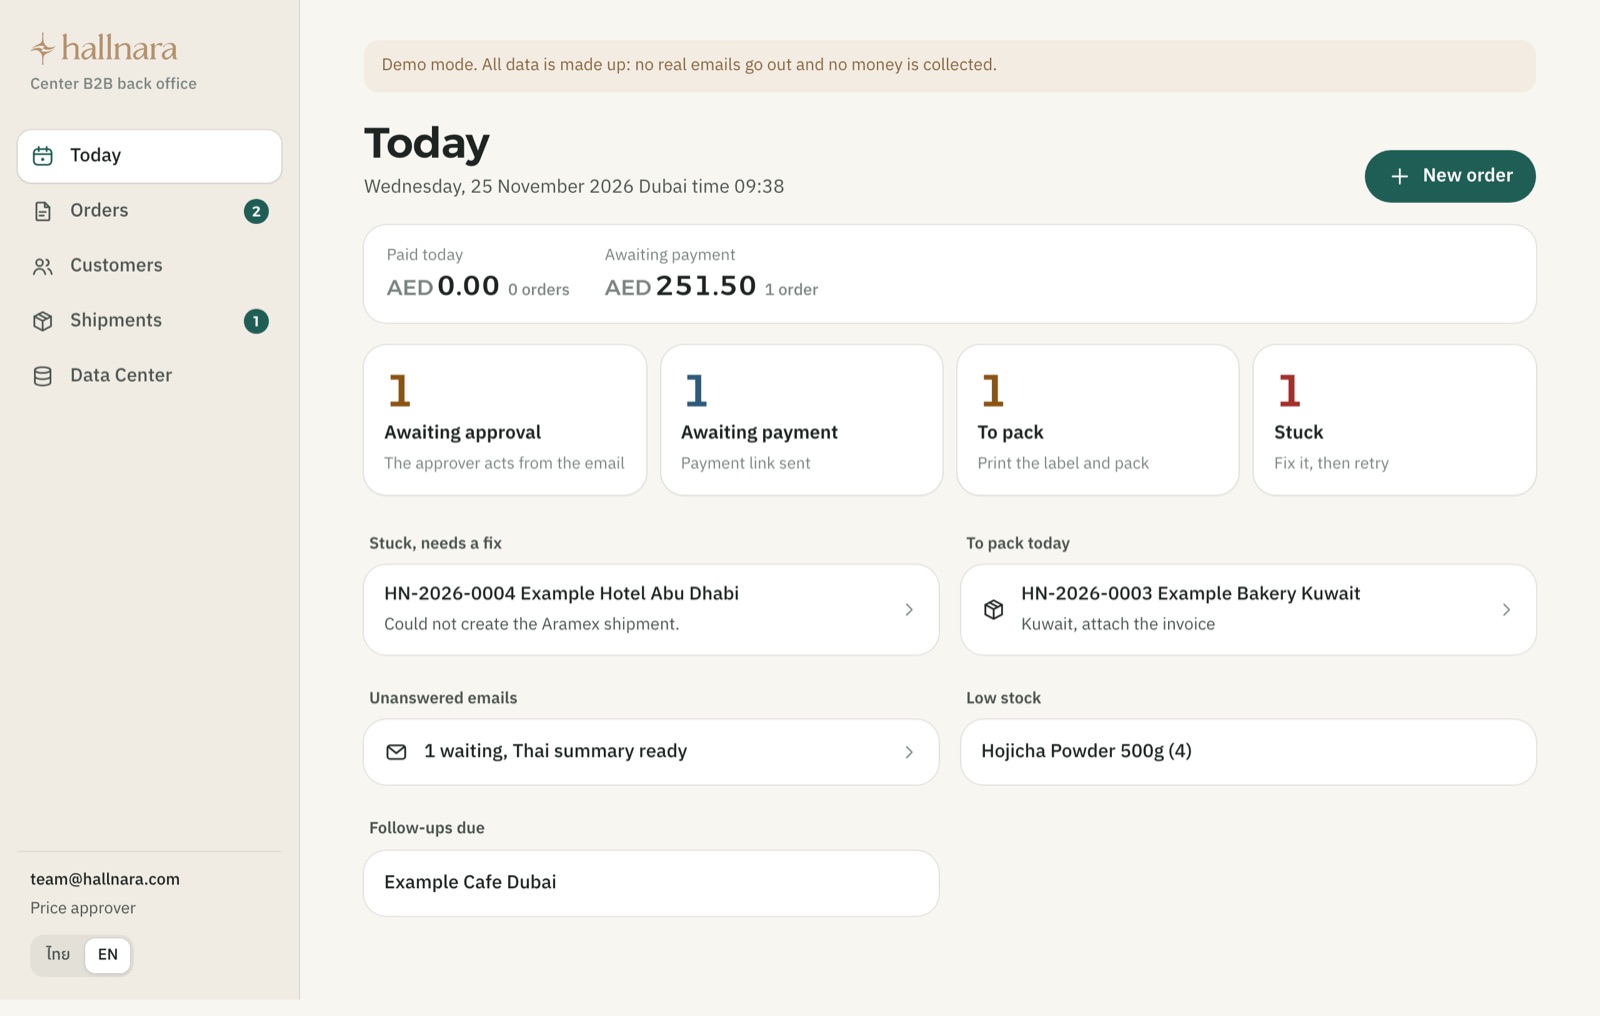 hallnara
Center B2B back office
Today
Orders 2
Customers
Shipments 1
Data Center
team@hallnara.com
Price approver
ไทย EN
Demo mode. All data is made up: no real emails go out and no money is collected.
Today
Wednesday, 25 November 2026 Dubai time 09:38
New order
Paid today
AED 0.00 0 orders
Awaiting payment
AED 251.50 1 order
1
Awaiting approval
The approver acts from the email
1
Awaiting payment
Payment link sent
1
To pack
Print the label and pack
1
Stuck
Fix it, then retry
Stuck, needs a fix
HN-2026-0004 Example Hotel Abu Dhabi
Could not create the Aramex shipment.
To pack today
HN-2026-0003 Example Bakery Kuwait
Kuwait, attach the invoice
Unanswered emails
1 waiting, Thai summary ready
Low stock
Hojicha Powder 500g (4)
Follow-ups due
Example Cafe Dubai